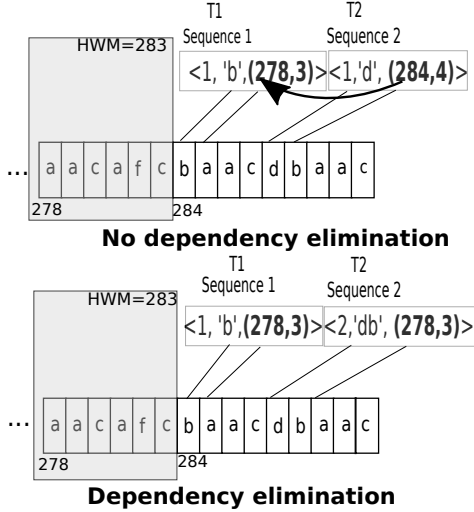 T1 T2
Sequence 1 Sequence 2
HWM=283
<1, 'b',(278,3)> <1,'d', (284,4)>
... a a c a f c b a a c d b a a c
278 284
No dependency elimination
T1 T2
Sequence 1 Sequence 2
HWM=283
<1, 'b',(278,3)> <2,'db', (278,3)>
... a a c a f c b a a c d b a a c
278 284
Dependency elimination